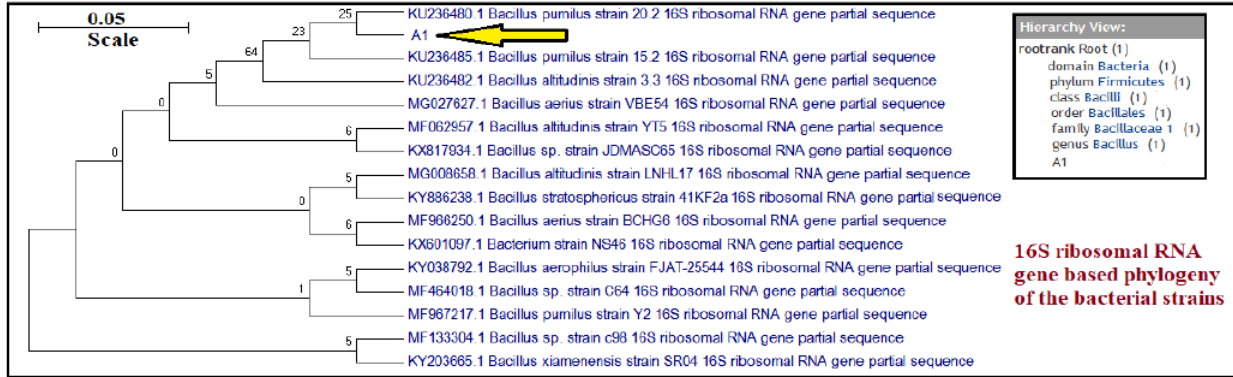 0.05
Scale
25
KU236480.1 Bacillus pumilus strain 20.2 16S ribosomal RNA gene partial sequence
23
A1
64
KU236485.1 Bacillus pumilus strain 15.2 16S ribosomal RNA gene partial sequence
5
KU236482.1 Bacillus altitudinis strain 3.3 16S ribosomal RNA gene partial sequence
0
MG027627.1 Bacillus aerius strain VBE54 16S ribosomal RNA gene partial sequence
6
MF062957.1 Bacillus altitudinis strain YT5 16S ribosomal RNA gene partial sequence
0
KX817934.1 Bacillus sp. strain JDMASC65 16S ribosomal RNA gene partial sequence
5
MG008658.1 Bacillus altitudinis strain LNHL17 16S ribosomal RNA gene partial sequence
0
KY886238.1 Bacillus stratosphericus strain 41KF2a 16S ribosomal RNA gene partial sequence
6
MF966250.1 Bacillus aerius strain BCHG6 16S ribosomal RNA gene partial sequence
KX601097.1 Bacterium strain NS46 16S ribosomal RNA gene partial sequence
5
KY038792.1 Bacillus aerophilus strain FJAT-25544 16S ribosomal RNA gene partial sequence
1
MF464018.1 Bacillus sp. strain C64 16S ribosomal RNA gene partial sequence
MF967217.1 Bacillus pumilus strain Y2 16S ribosomal RNA gene partial sequence
5
MF133304.1 Bacillus sp. strain c98 16S ribosomal RNA gene partial sequence
KY203665.1 Bacillus xiamenensis strain SR04 16S ribosomal RNA gene partial sequence
Hierarchy View:
rootrank Root (1)
domain Bacteria (1)
phylum Firmicutes (1)
class Bacilli (1)
order Bacillales (1)
family Bacillaceae 1 (1)
genus Bacillus (1)
A1
16S ribosomal RNA
gene based phylogeny
of the bacterial strains